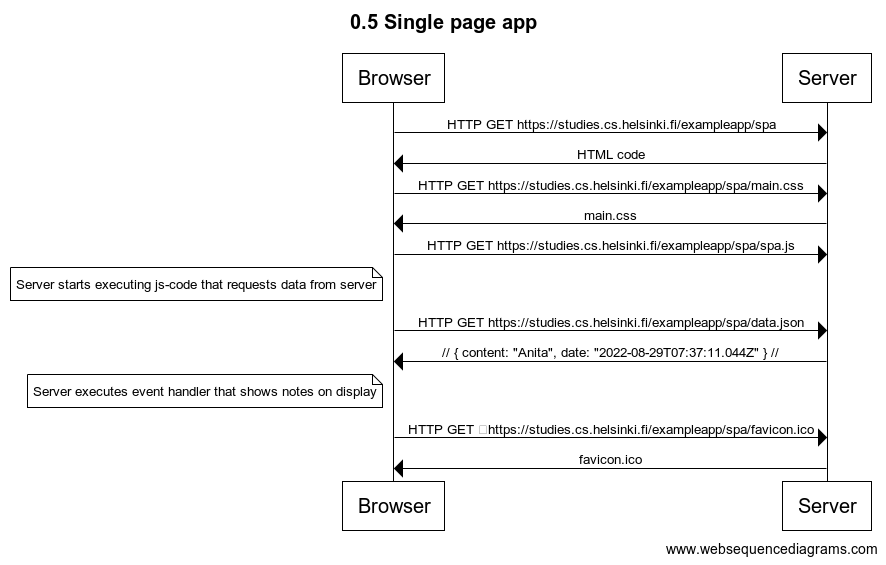 0.5 Single page app
Browser
Server
HTTP GET https://studies.cs.helsinki.fi/exampleapp/spa
HTML code
HTTP GET https://studies.cs.helsinki.fi/exampleapp/spa/main.css
main.css
HTTP GET https://studies.cs.helsinki.fi/exampleapp/spa/spa.js
Server starts executing js-code that requests data from server
HTTP GET https://studies.cs.helsinki.fi/exampleapp/spa/data.json
// { content: "Anita", date: "2022-08-29T07:37:11.044Z" } //
Server executes event handler that shows notes on display
HTTP GET https://studies.cs.helsinki.fi/exampleapp/spa/favicon.ico
favicon.ico
Browser
Server
www.websequencediagrams.com